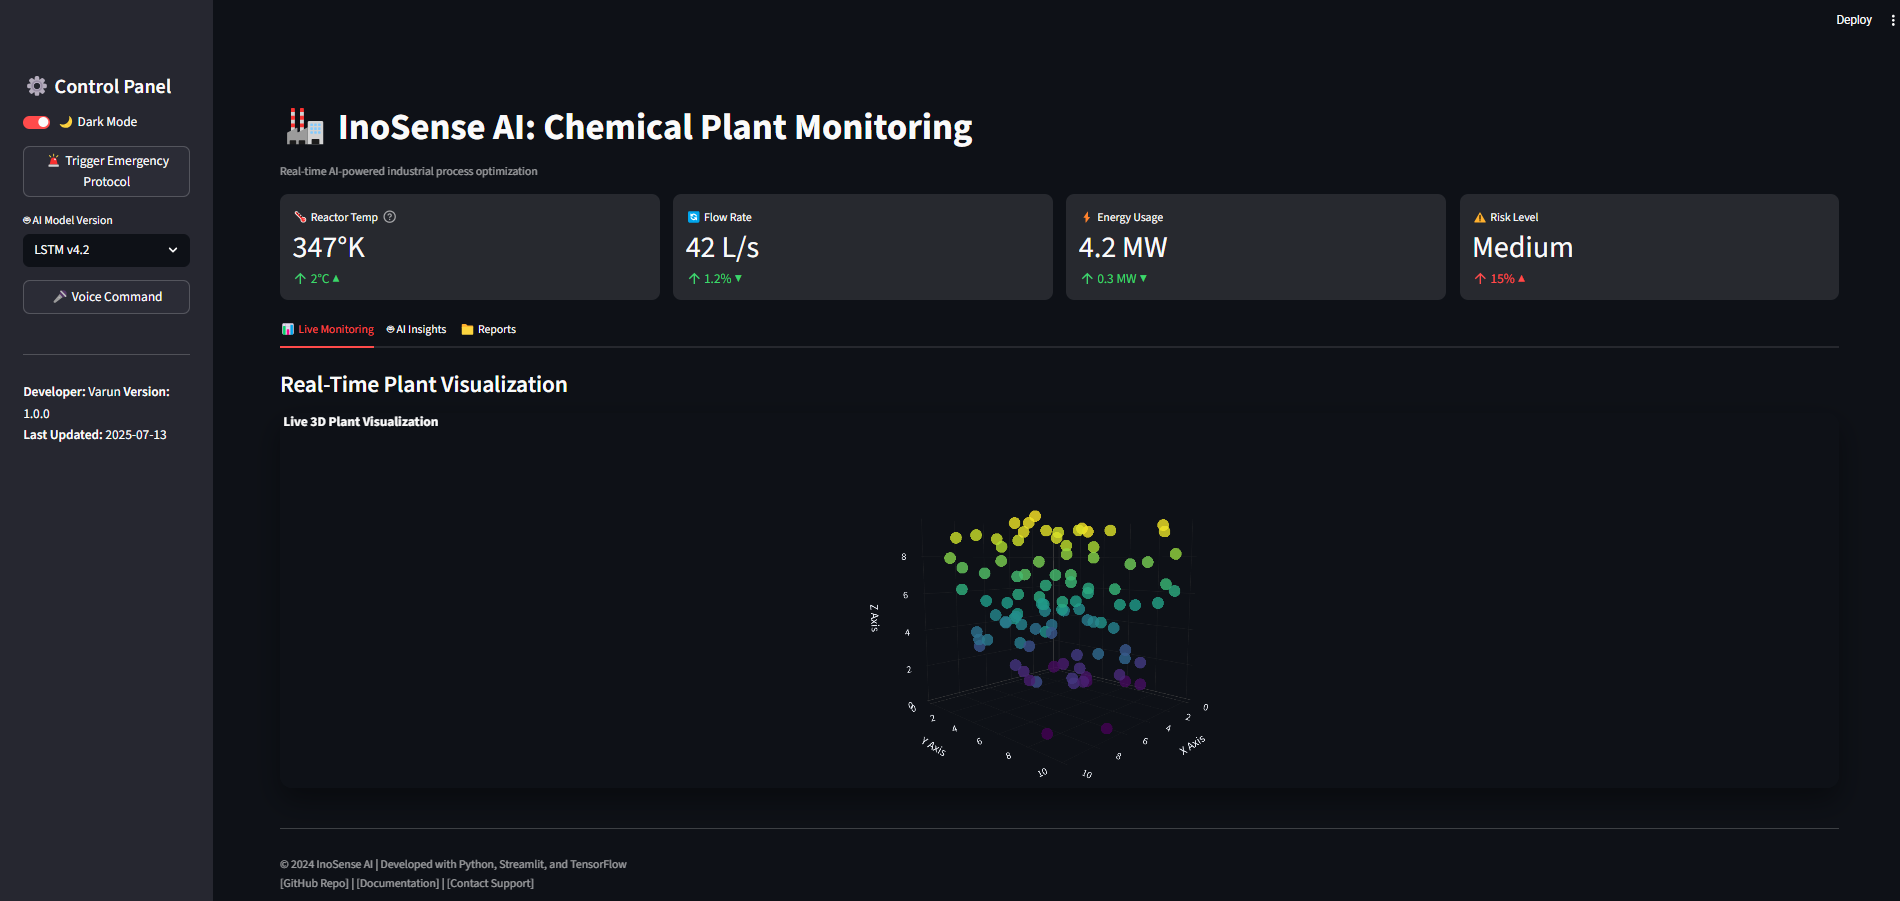 Deploy
Control Panel
Dark Mode
Trigger Emergency
Protocol
AI Model Version
LSTM v4.2
Voice Command
Developer: Varun Version:
1.0.0
Last Updated: 2025-07-13
InoSense AI: Chemical Plant Monitoring
Real-time AI-powered industrial process optimization
Reactor Temp
347°K
↑ 2°C ▲
Flow Rate
42 L/s
↑ 1.2% ▼
Energy Usage
4.2 MW
↑ 0.3 MW ▼
Risk Level
Medium
↑ 15% ▲
Live Monitoring
AI Insights
Reports
Real-Time Plant Visualization
Live 3D Plant Visualization
8
6
4
2
0
Z Axis
0
2
4
6
8
10
Y Axis
10
8
6
4
2
0
X Axis
© 2024 InoSense AI | Developed with Python, Streamlit, and TensorFlow
[GitHub Repo] | [Documentation] | [Contact Support]